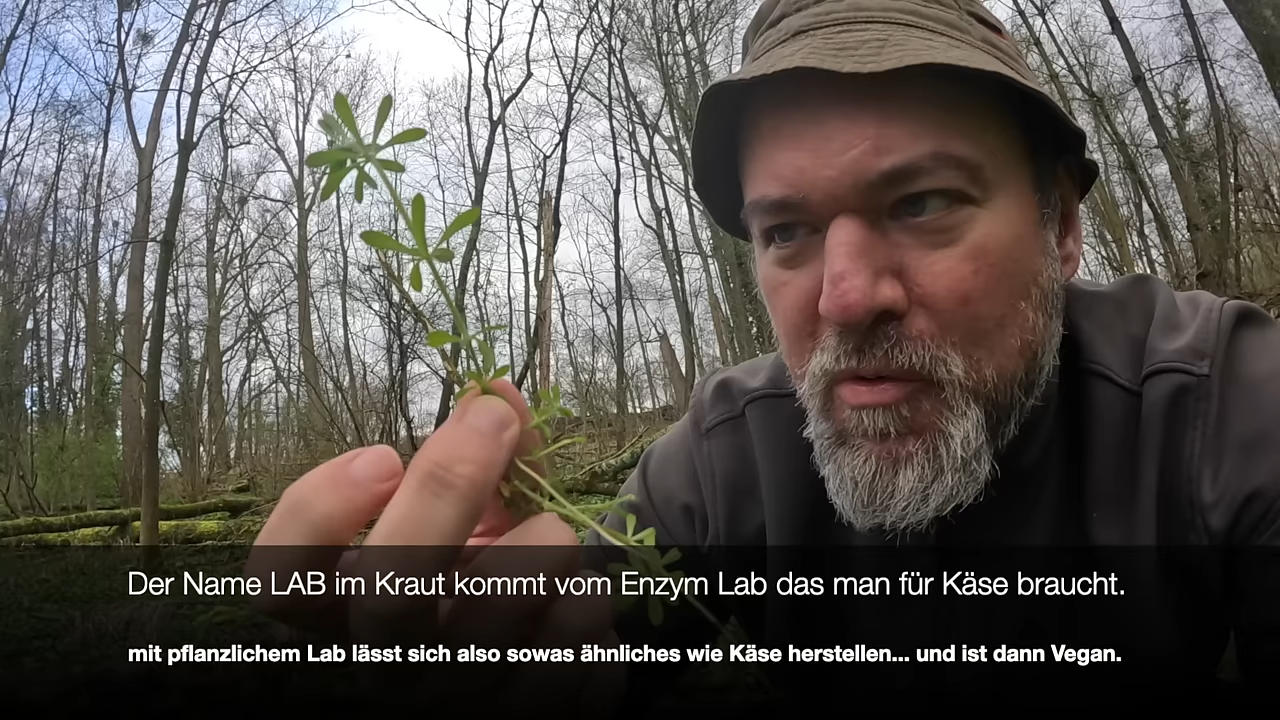 Der Name LAB im Kraut kommt vom Enzym Lab das man für Käse braucht.
mit pflanzlichem Lab lässt sich also sowas ähnliches wie Käse herstellen... und ist dann Vegan.